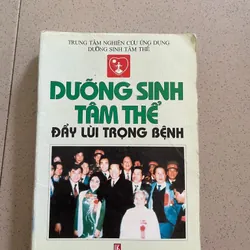 TRUNG TÂM NGHIÊN CỨU ỨNG DỤNG
DƯỠNG SINH TÂM THỂ
DƯỠNG SINH
TÂM THỂ
ĐẨY LÙI TRỌNG BỆNH